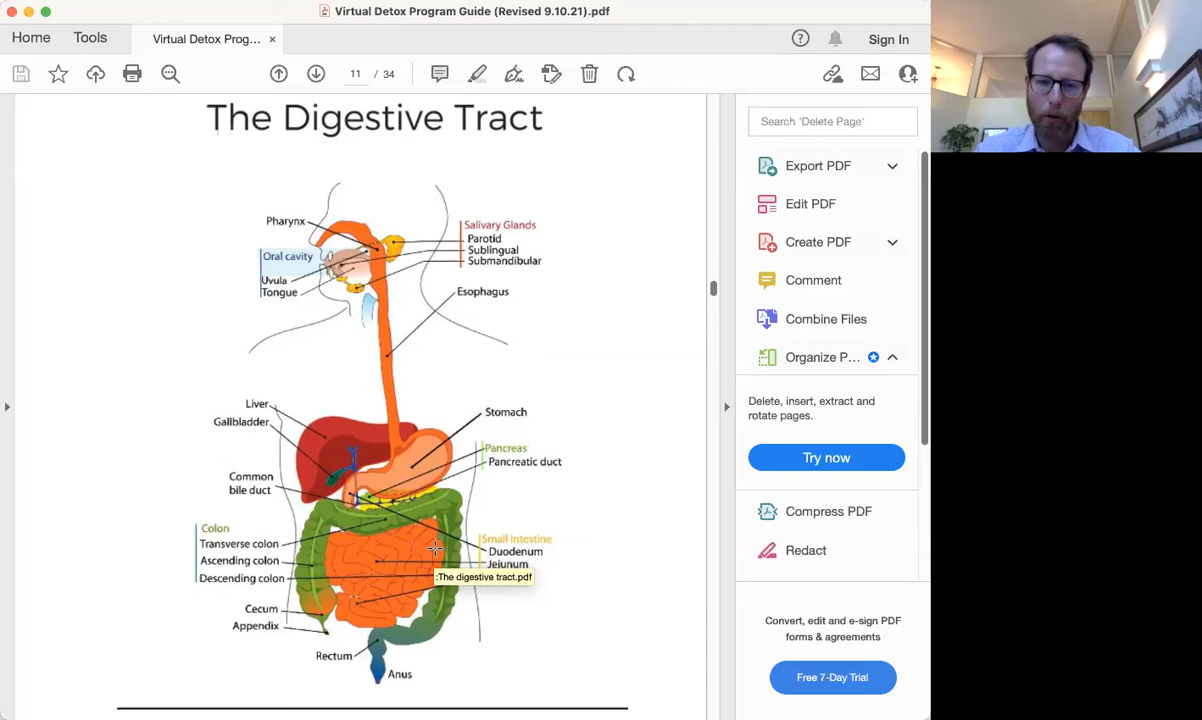 Virtual Detox Program Guide (Revised 9.10.21).pdf
Home
Tools
Virtual Detox Prog... ×
Sign In
11 / 34
The Digestive Tract
Pharynx
Salivary Glands
Parotid
Sublingual
Submandibular
Oral cavity
Uvula
Tongue
Esophagus
Liver
Gallbladder
Stomach
Pancreas
Pancreatic duct
Common
bile duct
Colon
Transverse colon
Ascending colon
Descending colon
Small Intestine
Duodenum
Jejunum
:The digestive tract.pdf
Cecum
Appendix
Rectum
Anus
Search 'Delete Page'
Export PDF
Edit PDF
Create PDF
Comment
Combine Files
Organize P...
Delete, insert, extract and
rotate pages.
Try now
Compress PDF
Redact
Convert, edit and e-sign PDF
forms & agreements
Free 7-Day Trial